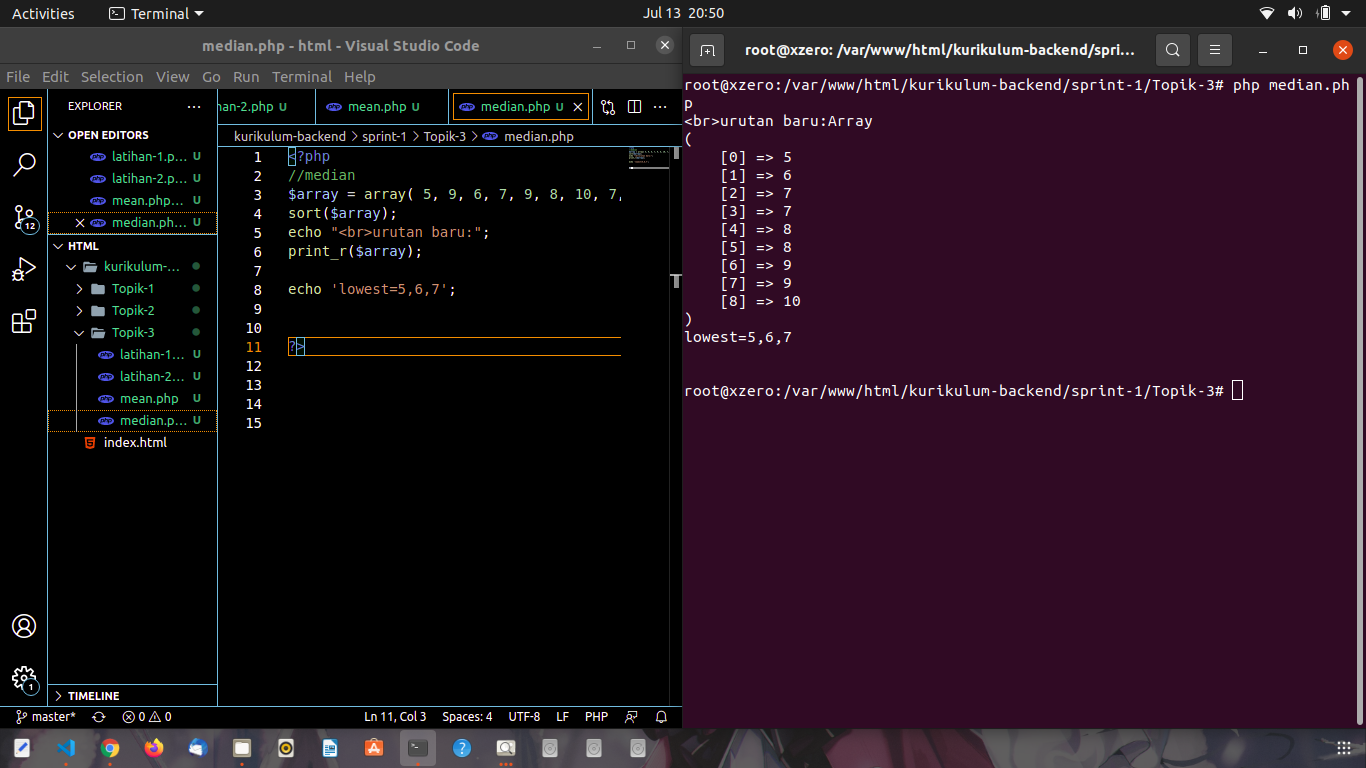 Activities
Terminal
Jul 13 20:50
median.php - html - Visual Studio Code
File Edit Selection View Go Run Terminal Help
EXPLORER
OPEN EDITORS
latihan-1.p... U
latihan-2.p... U
mean.php... U
median.ph... U
HTML
kurikulum-...
Topik-1
Topik-2
Topik-3
latihan-1... U
latihan-2... U
mean.php U
median.p... U
index.html
TIMELINE
12
1
han-2.php U
mean.php U
median.php U
kurikulum-backend > sprint-1 > Topik-3 > median.php
1 <?php
2 //median
3 $array = array( 5, 9, 6, 7, 9, 8, 10, 7,
4 sort($array);
5 echo "<br>urutan baru:";
6 print_r($array);
7
8 echo 'lowest=5,6,7';
9
10
11 ?>
12
13
14
15
master* 0 0 Ln 11, Col 3 Spaces: 4 UTF-8 LF PHP
root@xzero: /var/www/html/kurikulum-backend/spri...
root@xzero:/var/www/html/kurikulum-backend/sprint-1/Topik-3# php median.ph
p
<br>urutan baru:Array
(
[0] => 5
[1] => 6
[2] => 7
[3] => 7
[4] => 8
[5] => 8
[6] => 9
[7] => 9
[8] => 10
)
lowest=5,6,7
root@xzero:/var/www/html/kurikulum-backend/sprint-1/Topik-3#